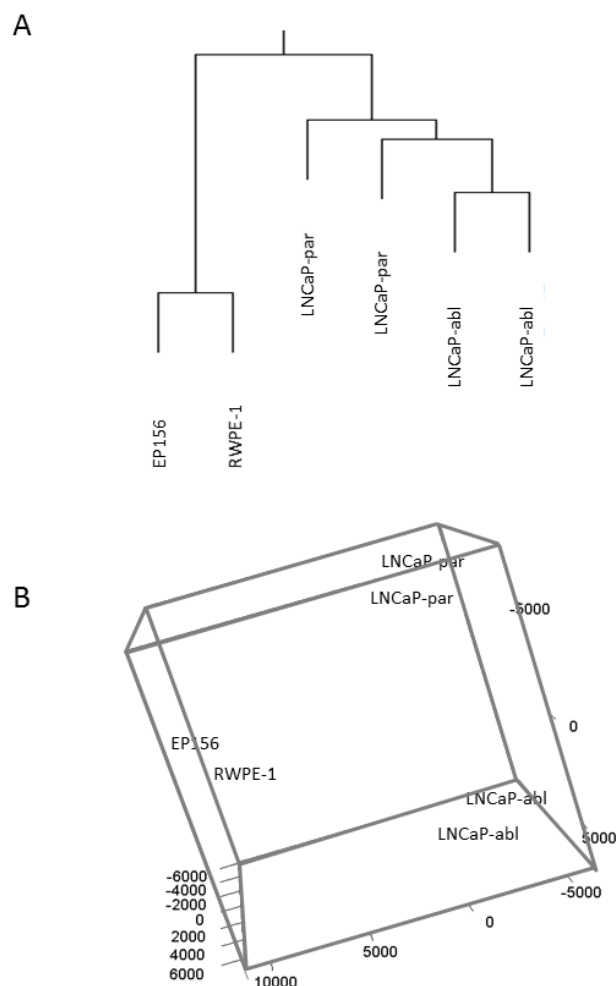 A
LNCaP-par
LNCaP-par
LNCaP-abl
LNCaP-abl
EP156
RWPE-1
B
LNCaP-par
LNCaP-par
-5000
0
5000
EP156
RWPE-1
LNCaP-abl
LNCaP-abl
-6000
-4000
-2000
0
2000
4000
6000
10000
5000
0
-5000